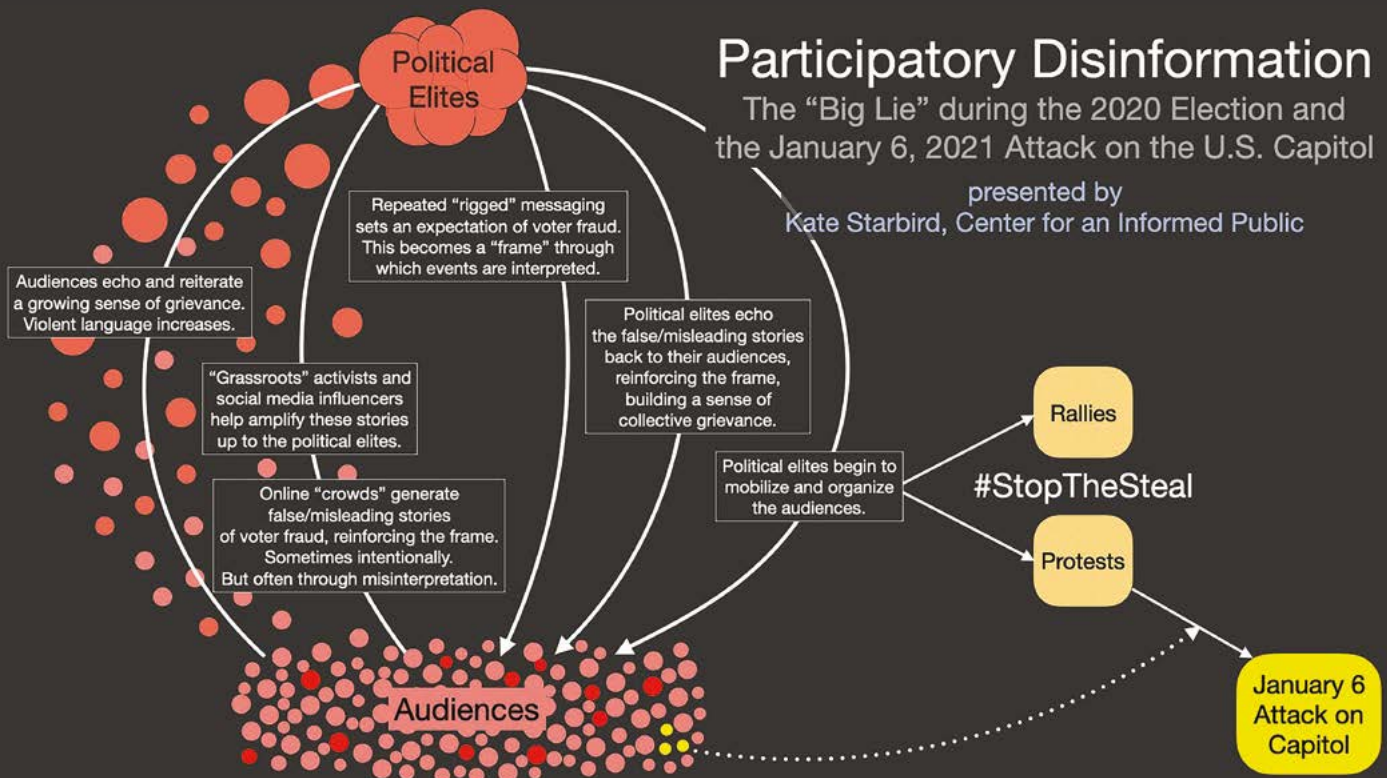 Participatory Disinformation
The “Big Lie” during the 2020 Election and
the January 6, 2021 Attack on the U.S. Capitol
presented by
Kate Starbird, Center for an Informed Public
Political
Elites
Repeated “rigged” messaging
sets an expectation of voter fraud.
This becomes a “frame” through
which events are interpreted.
Audiences echo and reiterate
a growing sense of grievance.
Violent language increases.
“Grassroots” activists and
social media influencers
help amplify these stories
up to the political elites.
Online “crowds” generate
false/misleading stories
of voter fraud, reinforcing the frame.
Sometimes intentionally.
But often through misinterpretation.
Political elites echo
the false/misleading stories
back to their audiences,
reinforcing the frame,
building a sense of
collective grievance.
Political elites begin to
mobilize and organize
the audiences.
Rallies
#StopTheSteal
Protests
January 6
Attack on
Capitol
Audiences